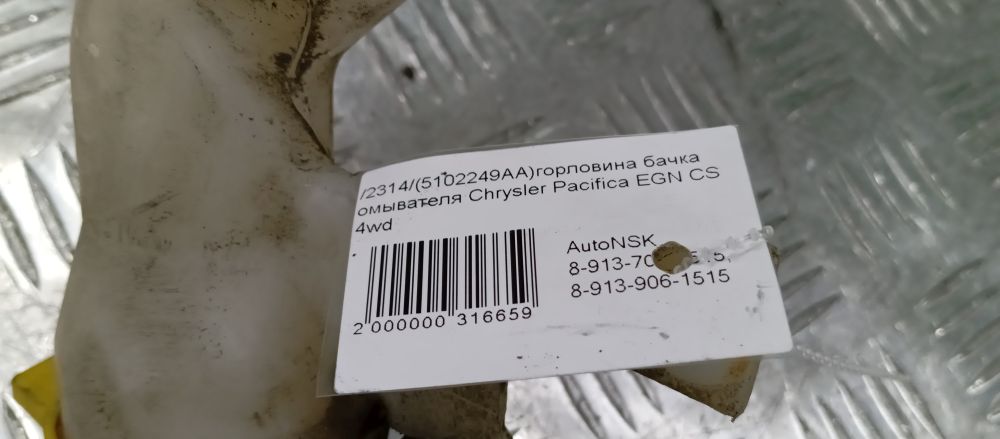 /2314/(5102249AA)горловина бачка
омывателя Chrysler Pacifica EGN CS
4wd
AutoNSK
8-913-906-1515
2 000000 316659